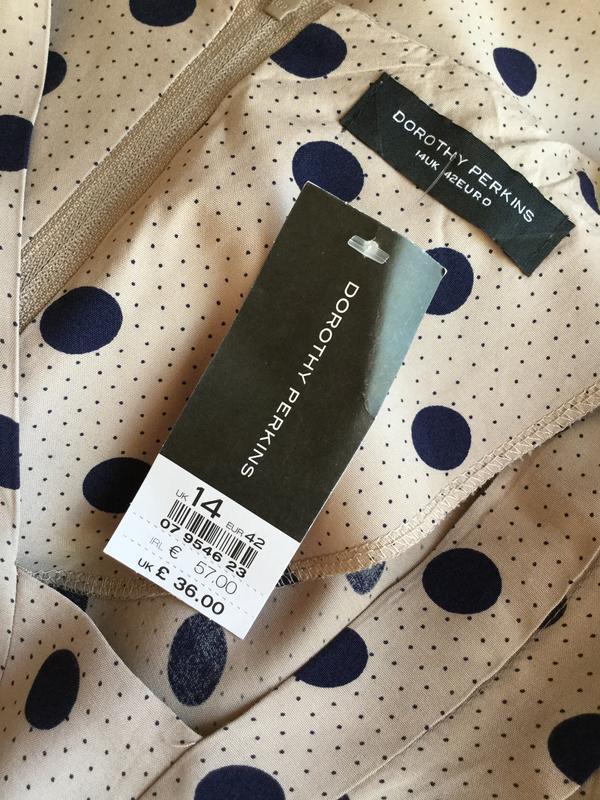 DOROTHY PERKINS
14UK 42EURO
DOROTHY PERKINS
UK 14 EUR 42
07 9546 23
IRL € 57.00
UK £ 36.00